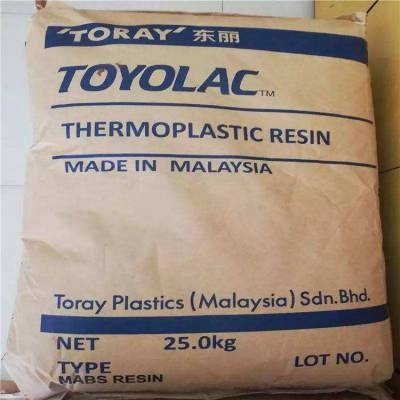 'TORAY' 东丽
TOYOLAC™
THERMOPLASTIC RESIN
MADE IN MALAYSIA
Toray Plastics (Malaysia) Sdn.Bhd.
NET 25.0kg
TYPE LOT NO.
MABS RESIN